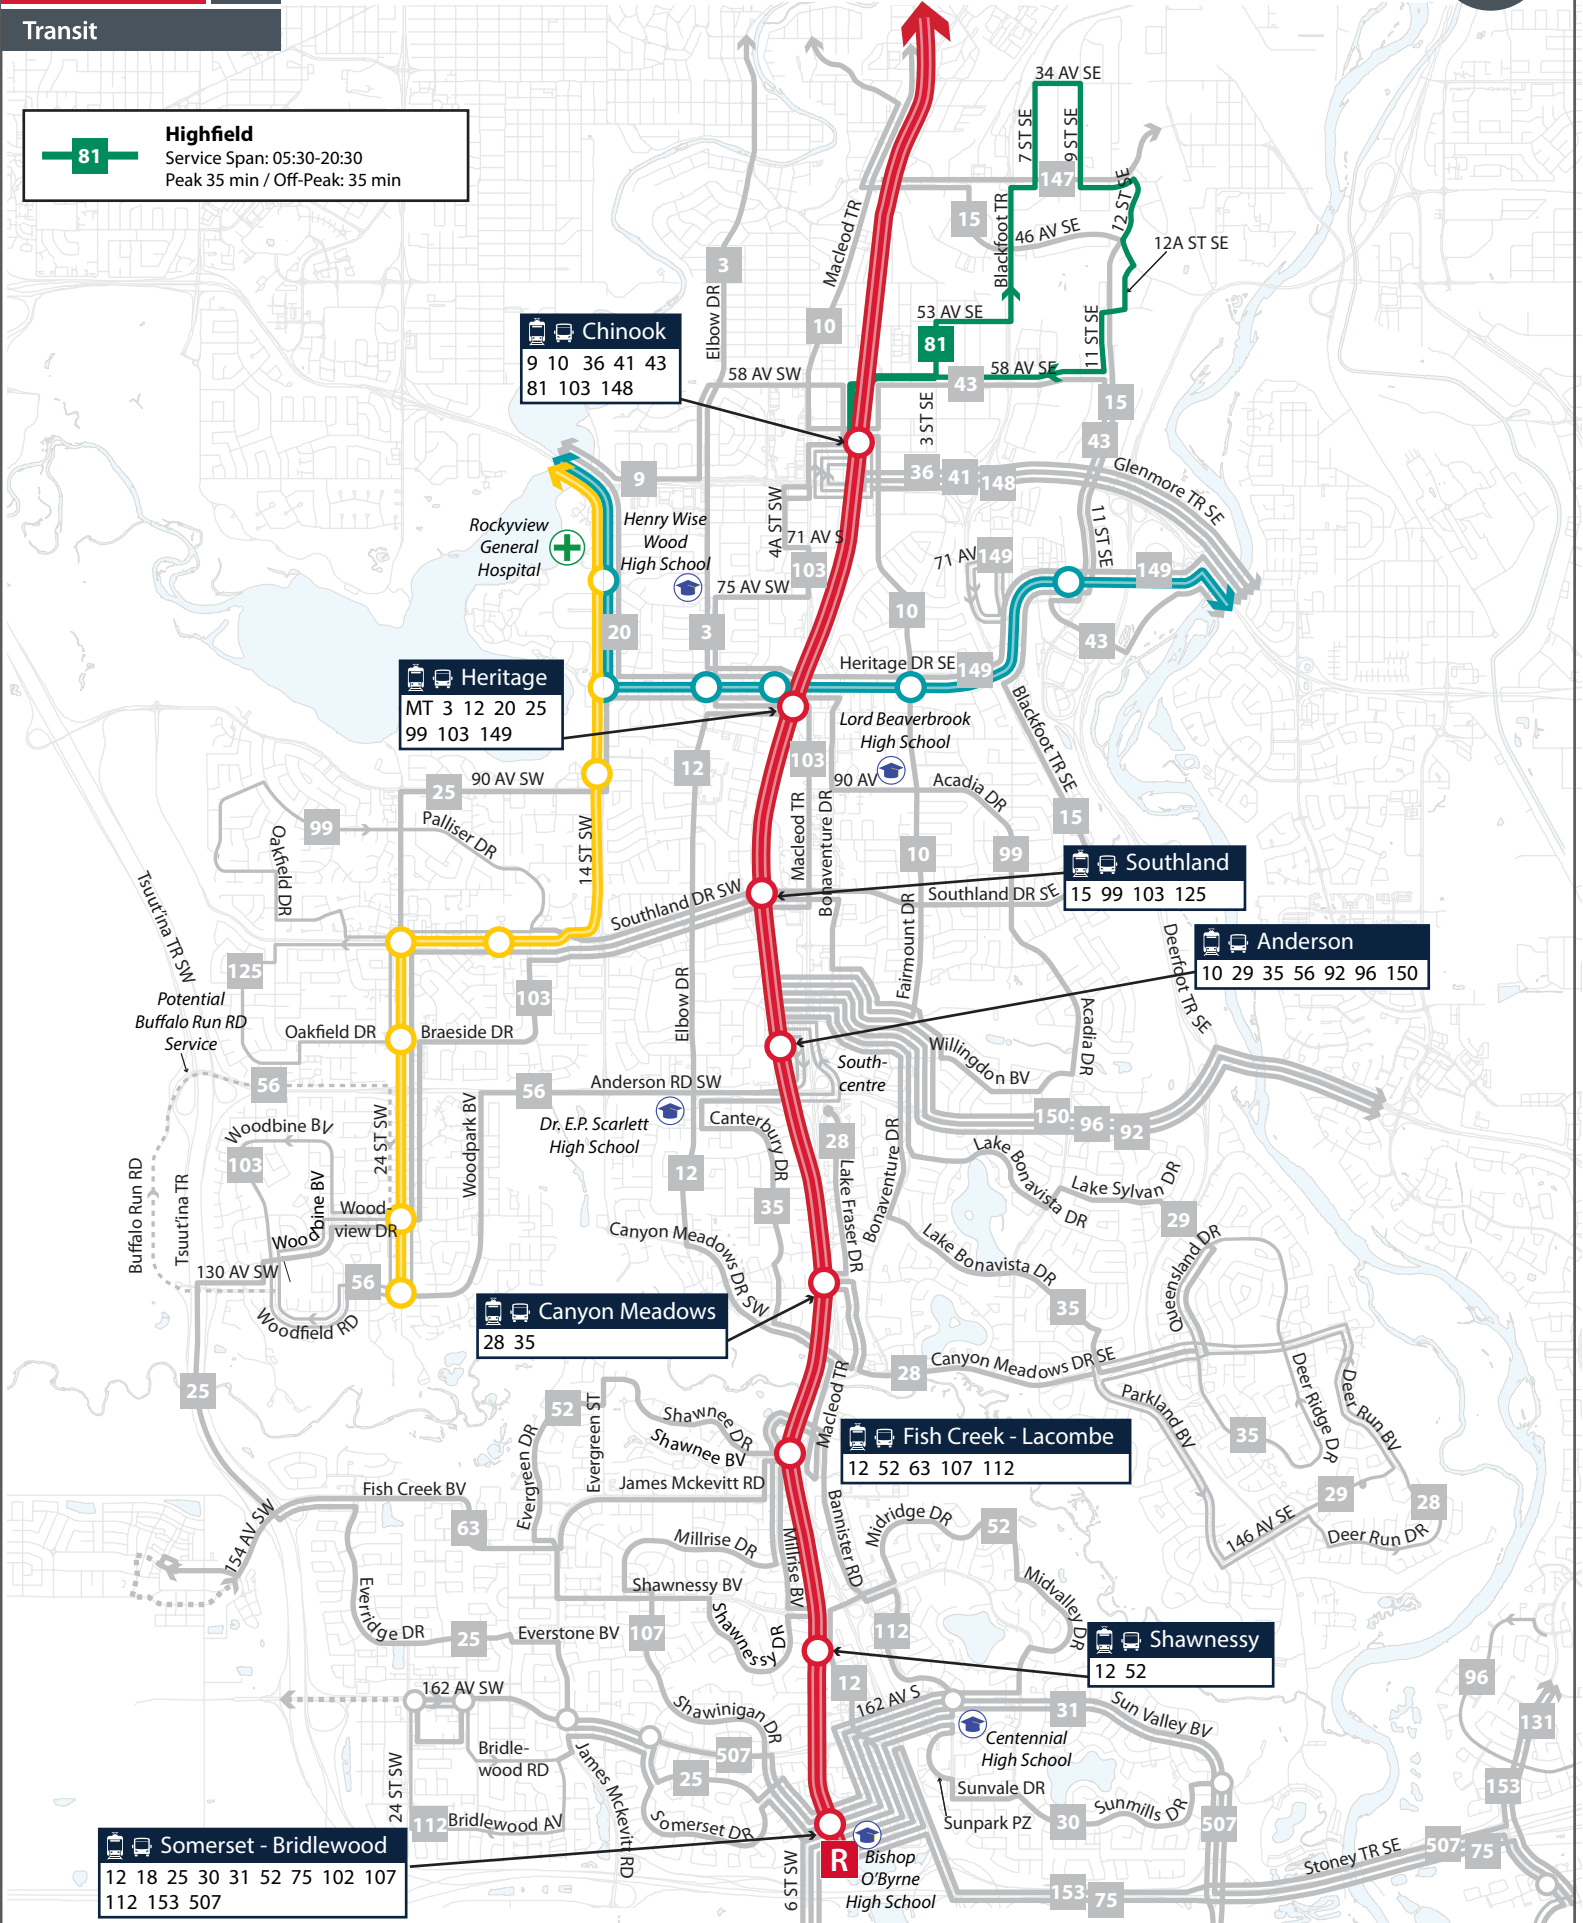 Transit
81
Highfield
Service Span: 05:30-20:30
Peak 35 min / Off-Peak: 35 min
34 AV SE
7 ST SE
9 ST SE
147
12 ST SE
15
Blackfoot TR
46 AV SE
12A ST SE
Macleod TR
3
Elbow DR
10
53 AV SE
81
11 ST SE
58 AV SE
43
15
58 AV SW
3 ST SE
43
Chinook
9 10 36 41 43
81 103 148
9
36
41
148
Glenmore TR SE
Rockyview
General
Hospital
Henry Wise
Wood
High School
4A ST SW
71 AV S
103
75 AV SW
71 AV
149
11 ST SE
149
10
20
3
43
Heritage DR SE
149
Heritage
MT 3 12 20 25
99 103 149
Lord Beaverbrook
High School
Blackfoot TR SE
12
103
90 AV
Acadia DR
25
90 AV SW
99
Palliser DR
Oakfield DR
14 ST SW
Macleod TR
Bonaventure DR
10
99
15
Southland
15 99 103 125
Southland DR SW
Southland DR SE
Tsuut'ina TR SW
Fairmount DR
Deerfoot TR SE
Anderson
10 29 35 56 92 96 150
125
103
Potential
Buffalo Run RD
Service
Oakfield DR
Braeside DR
Elbow DR
Acadia DR
South-
centre
Willingdon BV
56
56
Anderson RD SW
Dr. E.P. Scarlett
High School
Canterbury DR
28
150
96
92
Woodbine BV
103
24 ST SW
Woodpark BV
12
35
Lake Fraser DR
Bonaventure DR
Lake Bonavista DR
Lake Sylvan DR
29
Buffalo Run RD
Tsuut'ina TR
Woodbine BV
Wood-
view DR
Woodbine BV
130 AV SW
56
Woodfield RD
Canyon Meadows DR SW
Lake Bonavista DR
35
Queensland DR
Canyon Meadows
28 35
25
28
Canyon Meadows DR SE
Macleod TR
Parkland BV
Deer Ridge DR
Deer Run BV
35
52
Evergreen ST
Evergreen DR
Shawnee DR
Shawnee BV
James Mckevitt RD
Fish Creek - Lacombe
12 52 63 107 112
29
28
146 AV SE
Deer Run DR
Fish Creek BV
63
154 AV SW
Millrise DR
Millrise BV
Bannister RD
Midridge DR
52
Midvalley DR
Shawnessy BV
Shawnessy DR
Everridge DR
25
Everstone BV
107
112
Shawnessy
12 52
12
162 AV SW
162 AV S
31
Sun Valley BV
96
131
Shawinigan DR
507
25
Centennial
High School
Bridle-
wood RD
James Mckevitt RD
24 ST SW
112
Bridlewood AV
Somerset DR
Sunvale DR
Sunpark PZ
30
Sunmills DR
507
153
Somerset - Bridlewood
12 18 25 30 31 52 75 102 107
112 153 507
R
Bishop
O'Byrne
High School
6 ST SW
Stoney TR SE
507
75
153
75